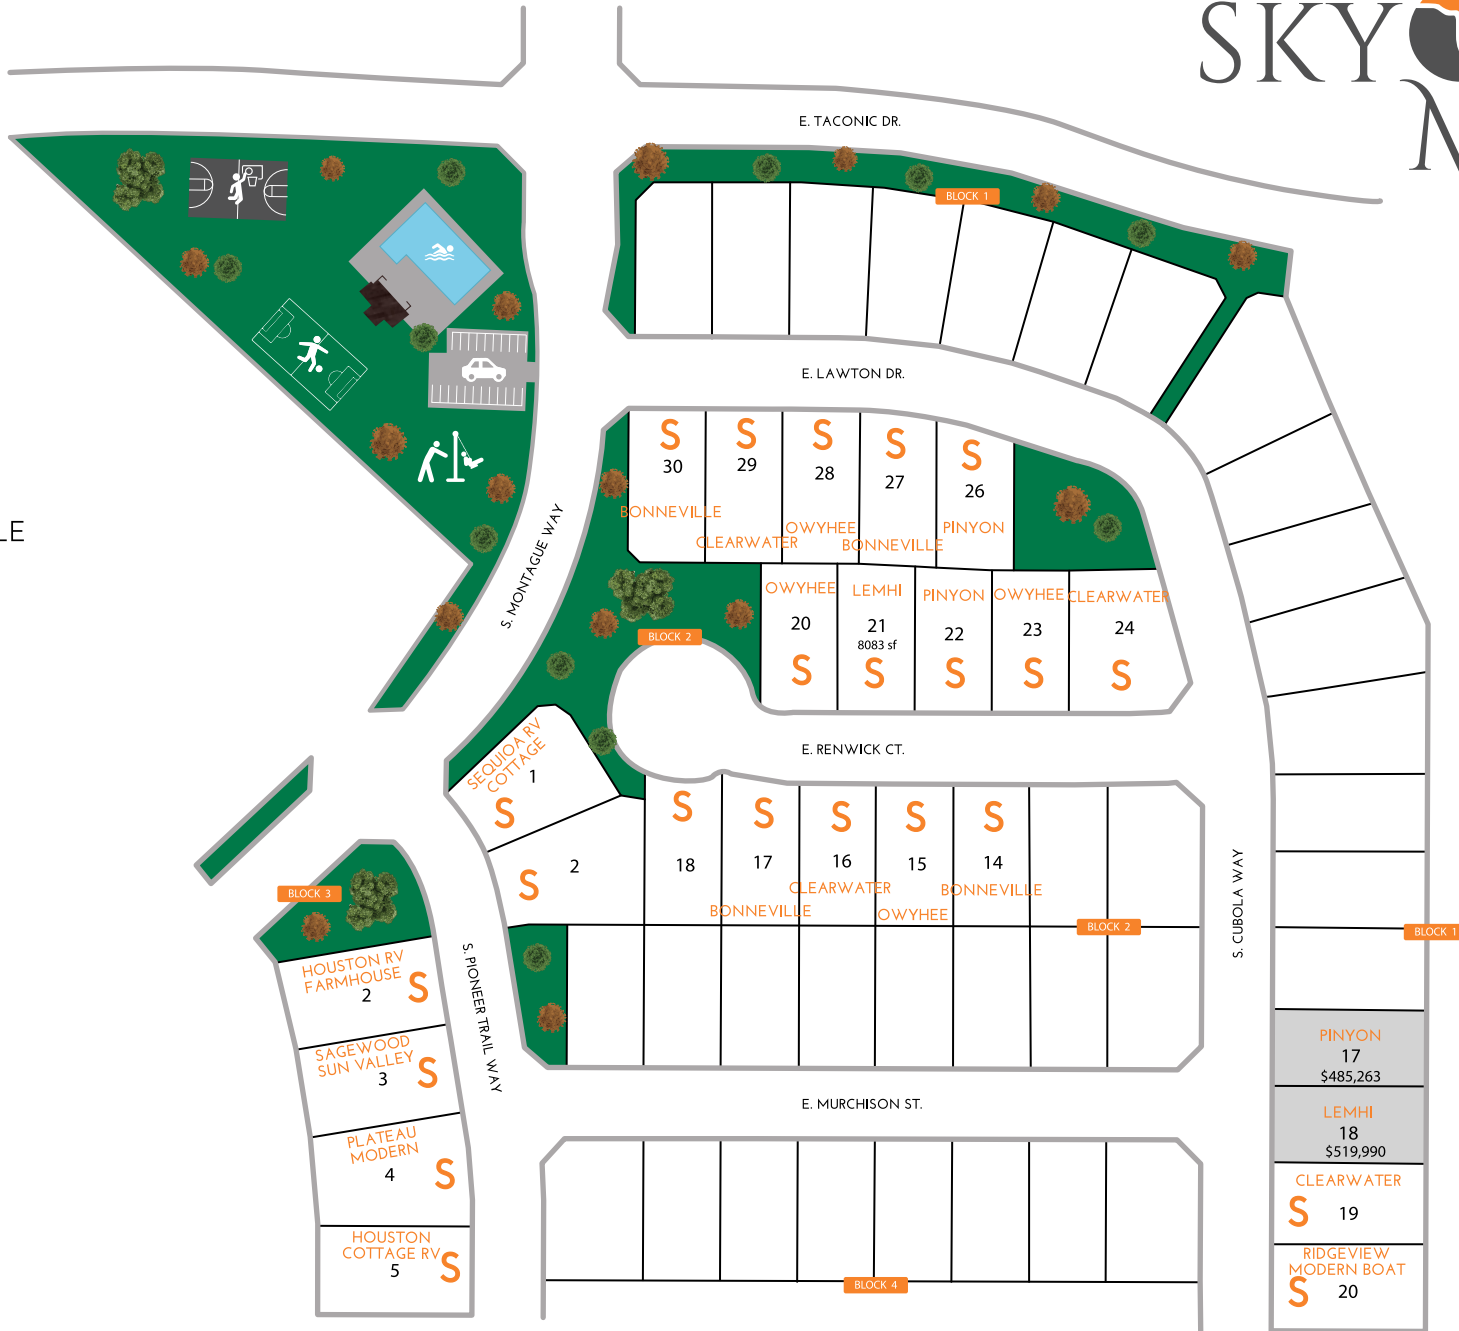 SKY
M
E. TACONIC DR.
BLOCK 1
E. LAWTON DR.
S
30
BONNEVILLE
S
29
CLEARWATER
S
28
OWYHEE
S
27
BONNEVILLE
S
26
PINYON
LE
S. MONTAGUE WAY
OWYHEE
20
S
LEMHI
21
8083 sf
S
PINYON
22
S
OWYHEE
23
S
CLEARWATER
24
S
BLOCK 2
E. RENWICK CT.
SEQUIOA RV
COTTAGE
1
S
2
S
S
18
S
17
BONNEVILLE
S
16
CLEARWATER
S
15
OWYHEE
S
14
BONNEVILLE
BLOCK 2
S. CUBOLA WAY
BLOCK 1
BLOCK 3
HOUSTON RV
FARMHOUSE
2
S
SAGEWOOD
SUN VALLEY
3
S
PLATEAU
MODERN
4
S
HOUSTON
COTTAGE RV
5
S
S. PIONEER TRAIL WAY
E. MURCHISON ST.
BLOCK 4
PINYON
17
$485,263
LEMHI
18
$519,990
CLEARWATER
S
19
RIDGEVIEW
MODERN BOAT
S
20